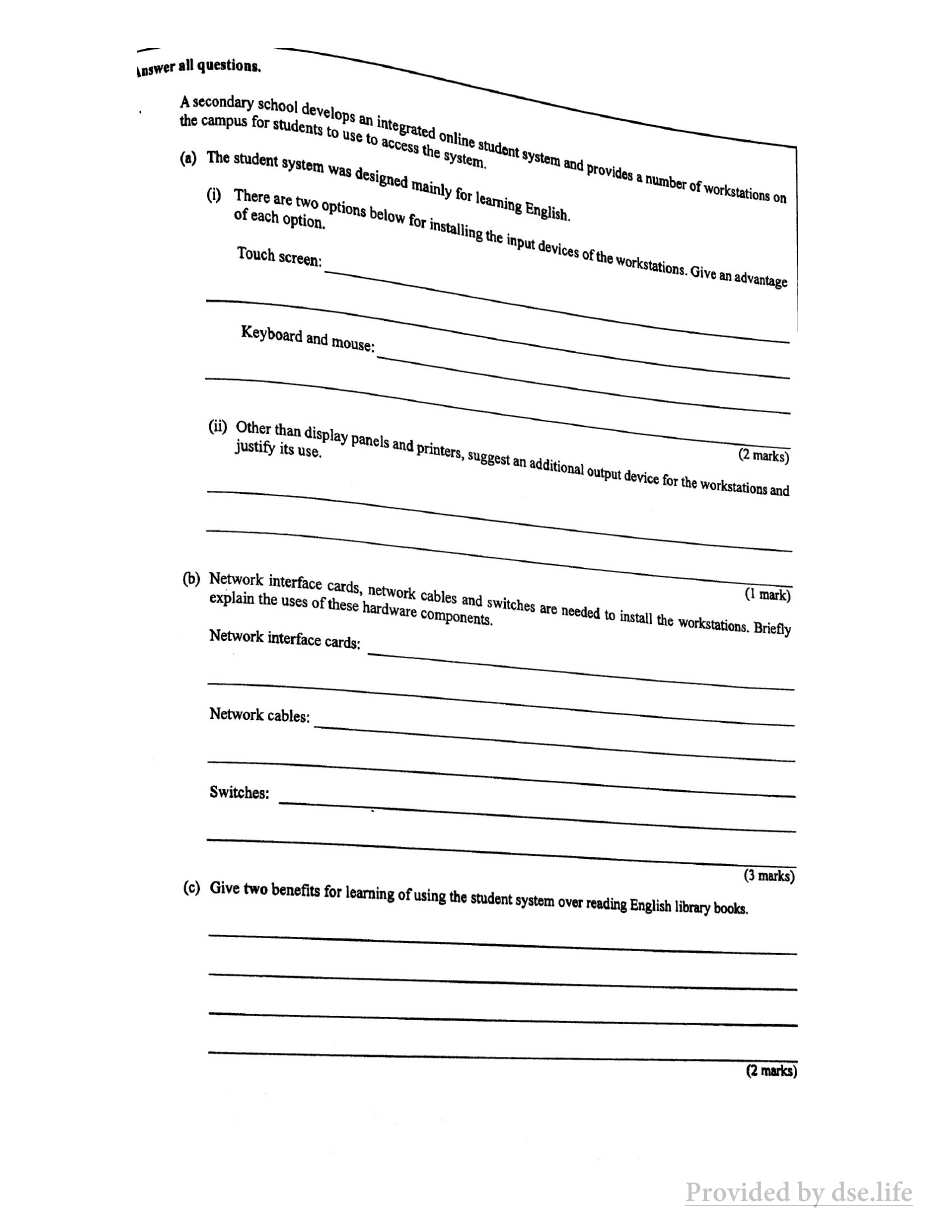 Answer all questions.
A secondary school develops an integrated online student system and provides a number of workstations on
the campus for students to use to access the system.
(a) The student system was designed mainly for learning English.
(i) There are two options below for installing the input devices of the workstations. Give an advantage
of each option.
Touch screen:
Keyboard and mouse:
(2 marks)
(ii) Other than display panels and printers, suggest an additional output device for the workstations and
justify its use.
(1 mark)
(b) Network interface cards, network cables and switches are needed to install the workstations. Briefly
explain the uses of these hardware components.
Network interface cards:
Network cables:
Switches:
(3 marks)
(c) Give two benefits for learning of using the student system over reading English library books.
(2 marks)
Provided by dse.life